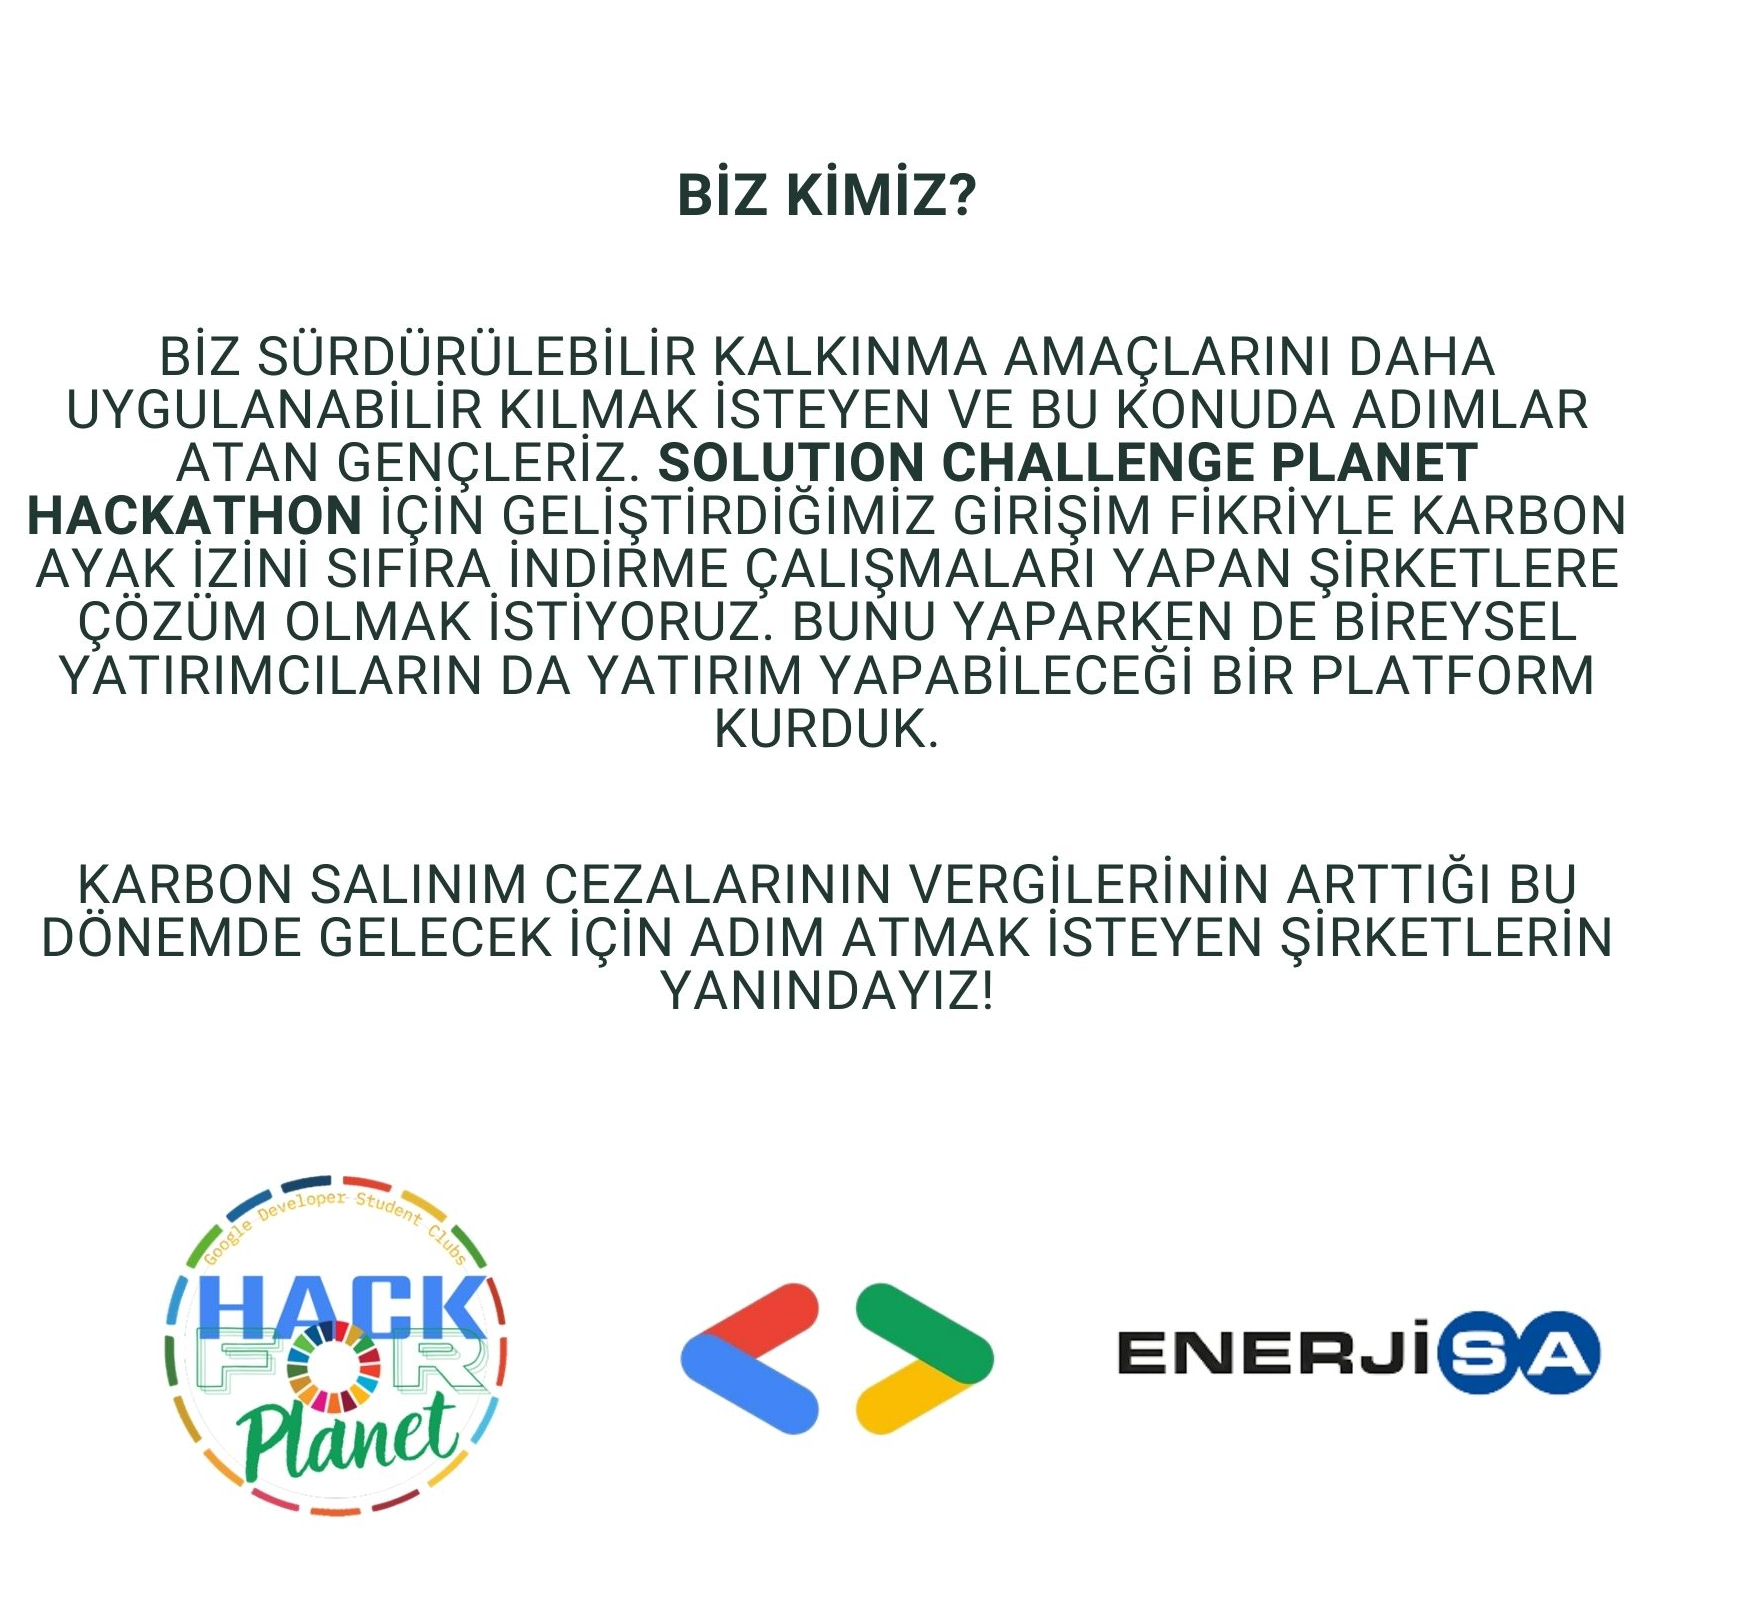 BİZ KİMİZ?
BİZ SÜRDÜRÜLEBİLİR KALKINMA AMAÇLARINI DAHA
UYGULANABİLİR KILMAK İSTEYEN VE BU KONUDA ADIMLAR
ATAN GENÇLERİZ. SOLUTION CHALLENGE PLANET
HACKATHON İÇİN GELİŞTİRDİĞİMİZ GİRİŞİM FİKRİYLE KARBON
AYAK İZİNİ SIFIRA İNDİRME ÇALIŞMALARI YAPAN ŞİRKETLERE
ÇÖZÜM OLMAK İSTİYORUZ. BUNU YAPARKEN DE BİREYSEL
YATIRIMCILARIN DA YATIRIM YAPABİLECEĞİ BİR PLATFORM
KURDUK.
KARBON SALINIM CEZALARININ VERGİLERİNİN ARTTIĞI BU
DÖNEMDE GELECEK İÇİN ADIM ATMAK İSTEYEN ŞİRKETLERİN
YANINDAYIZ!
Google Developer Student Clubs
HACK
FOR
Planet
ENERJİSA